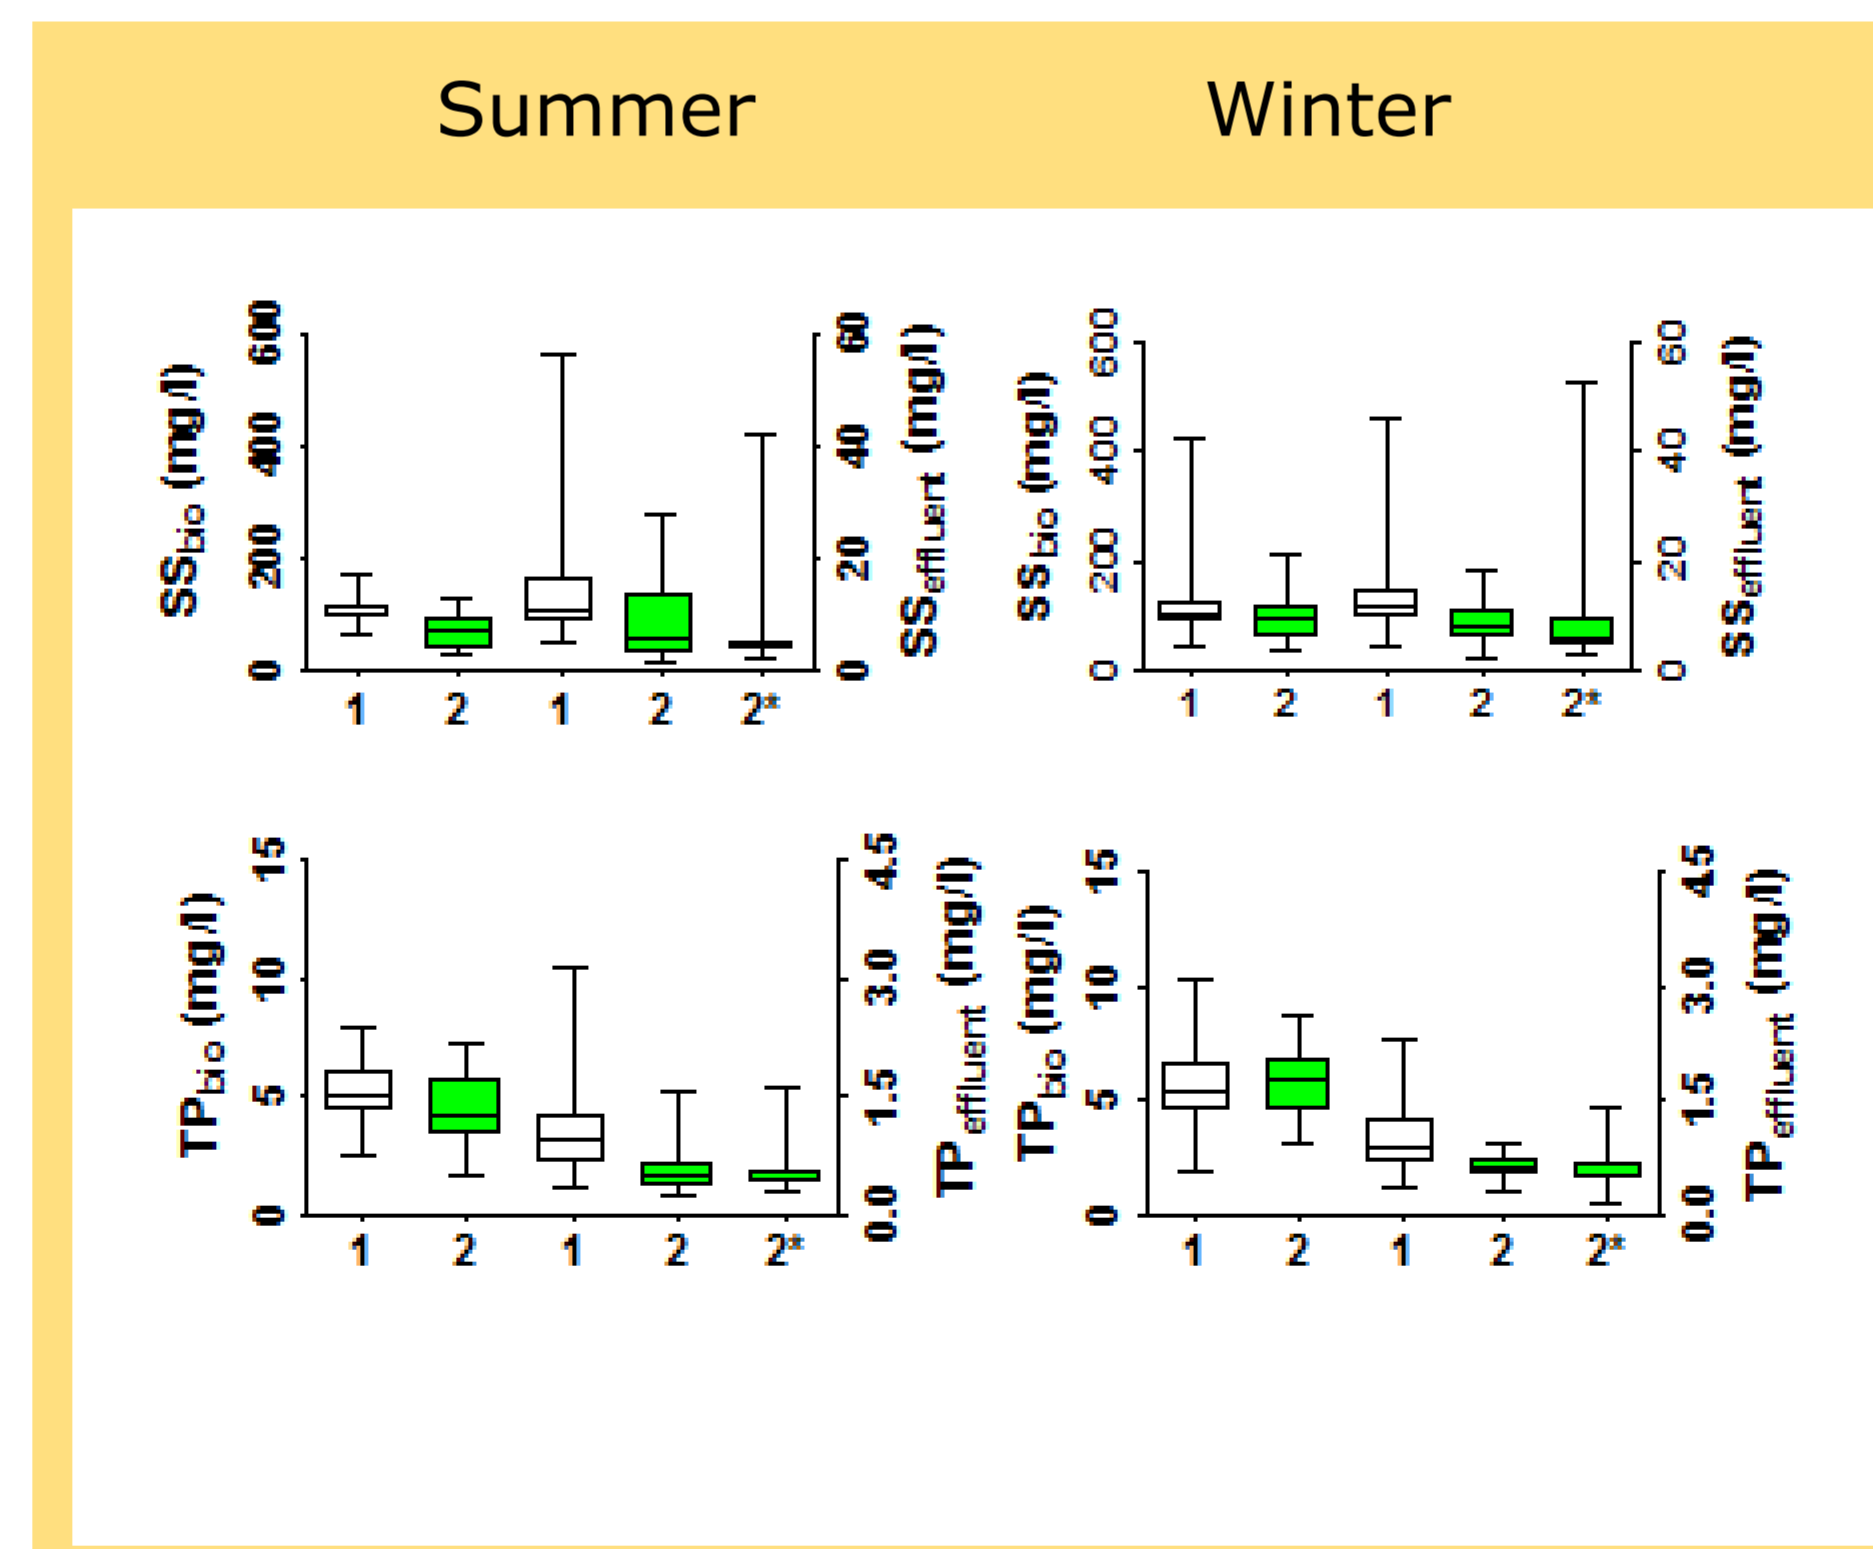 Summer Winter
SSbio (mg/l)
0 200 400 600
1 2 1 2 2*
0 20 40 60
SSeffluent (mg/l)
SSbio (mg/l)
0 200 400 600
1 2 1 2 2*
0 20 40 60
SSeffluent (mg/l)
TPbio (mg/l)
0 5 10 15
1 2 1 2 2*
0.0 1.5 3.0 4.5
TPeffluent (mg/l)
TPbio (mg/l)
0 5 10 15
1 2 1 2 2*
0.0 1.5 3.0 4.5
TPeffluent (mg/l)